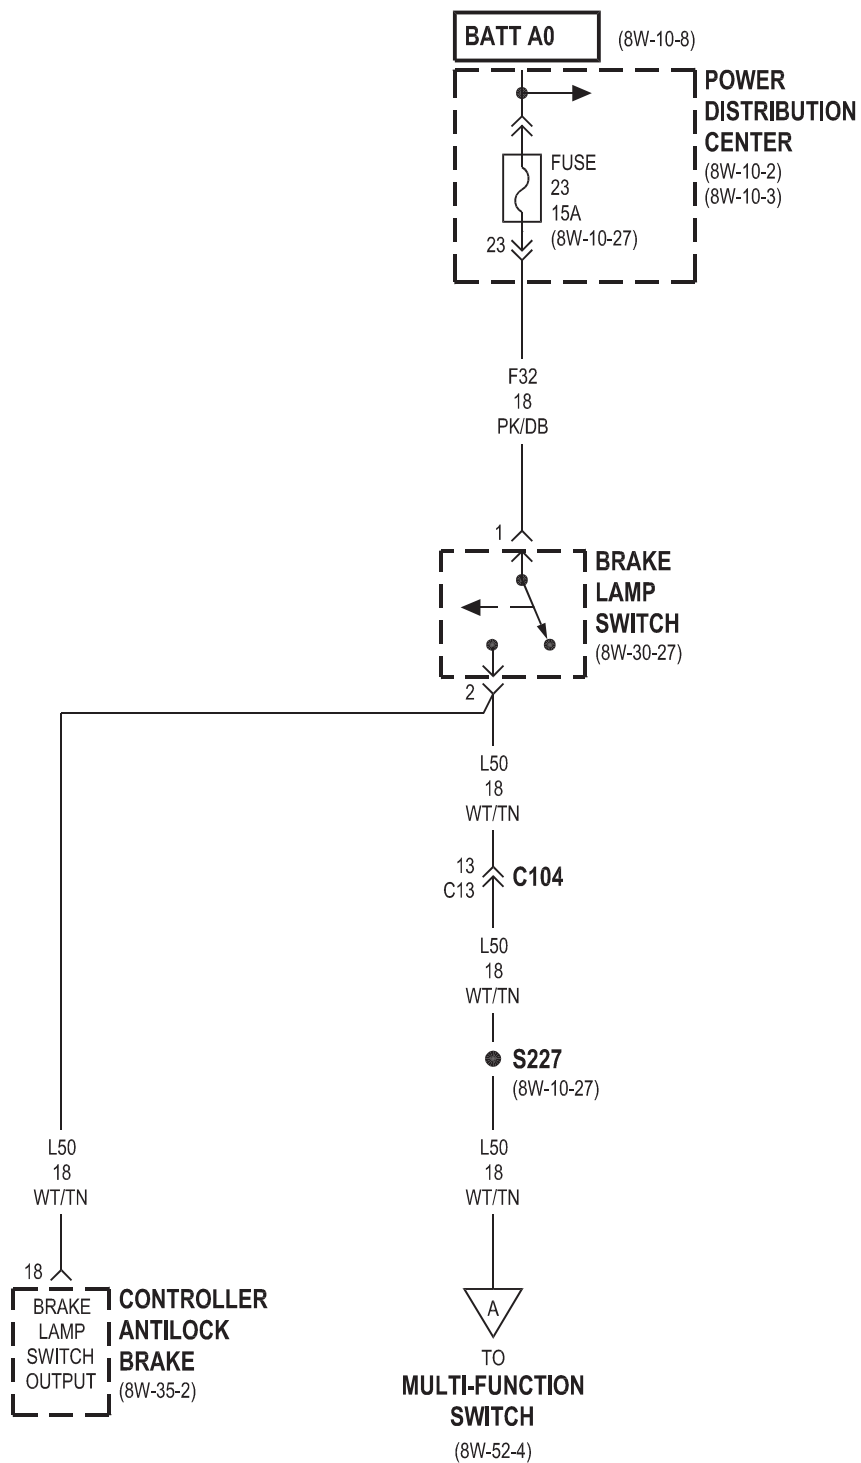 BATT A0
(8W-10-8)
POWER
DISTRIBUTION
CENTER
(8W-10-2)
(8W-10-3)
FUSE
23
15A
(8W-10-27)
23
F32
18
PK/DB
1
BRAKE
LAMP
SWITCH
(8W-30-27)
2
L50
18
WT/TN
13
C13
C104
L50
18
WT/TN
S227
(8W-10-27)
L50
18
WT/TN
L50
18
WT/TN
18
BRAKE
LAMP
SWITCH
OUTPUT
CONTROLLER
ANTILOCK
BRAKE
(8W-35-2)
A
TO
MULTI-FUNCTION
SWITCH
(8W-52-4)